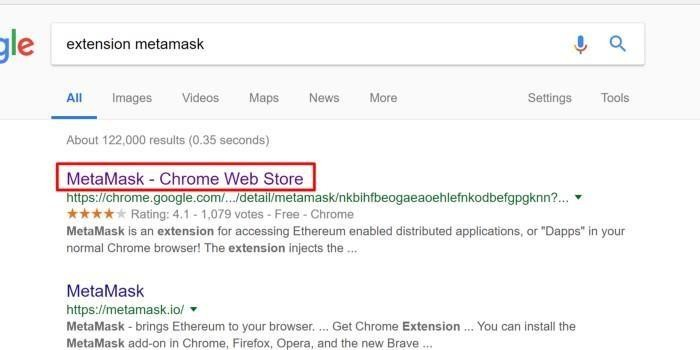 gle
extension metamask
All Images Videos Maps News More Settings Tools
About 122,000 results (0.35 seconds)
MetaMask - Chrome Web Store
https://chrome.google.com/.../detail/metamask/nkbihfbeogaeaoehlefnkodbefgpgknn?...
Rating: 4.1 - 1,079 votes - Free - Chrome
MetaMask is an extension for accessing Ethereum enabled distributed applications, or "Dapps" in your
normal Chrome browser! The extension injects the ...
MetaMask
https://metamask.io/
MetaMask - brings Ethereum to your browser. ... Get Chrome Extension ... You can install the
MetaMask add-on in Chrome, Firefox, Opera, and the new Brave ...